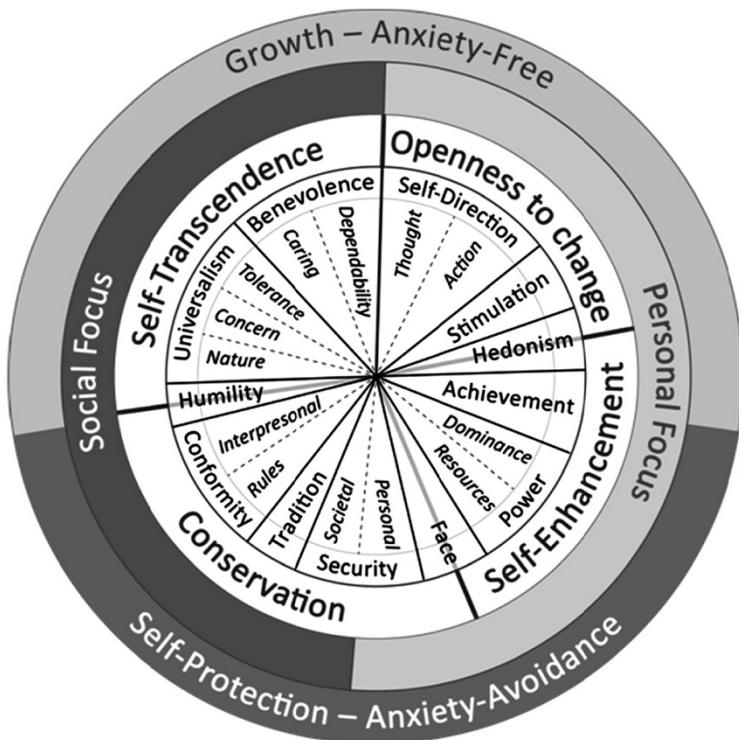 Growth – Anxiety-Free
Self-Protection – Anxiety-Avoidance
Social Focus
Personal Focus
Self-Transcendence
Openness to change
Self-Enhancement
Conservation
Benevolence
Caring
Dependability
Self-Direction
Thought
Action
Stimulation
Hedonism
Achievement
Power
Dominance
Resources
Face
Security
Personal
Societal
Tradition
Conformity
Rules
Interpresonal
Humility
Universalism
Nature
Concern
Tolerance